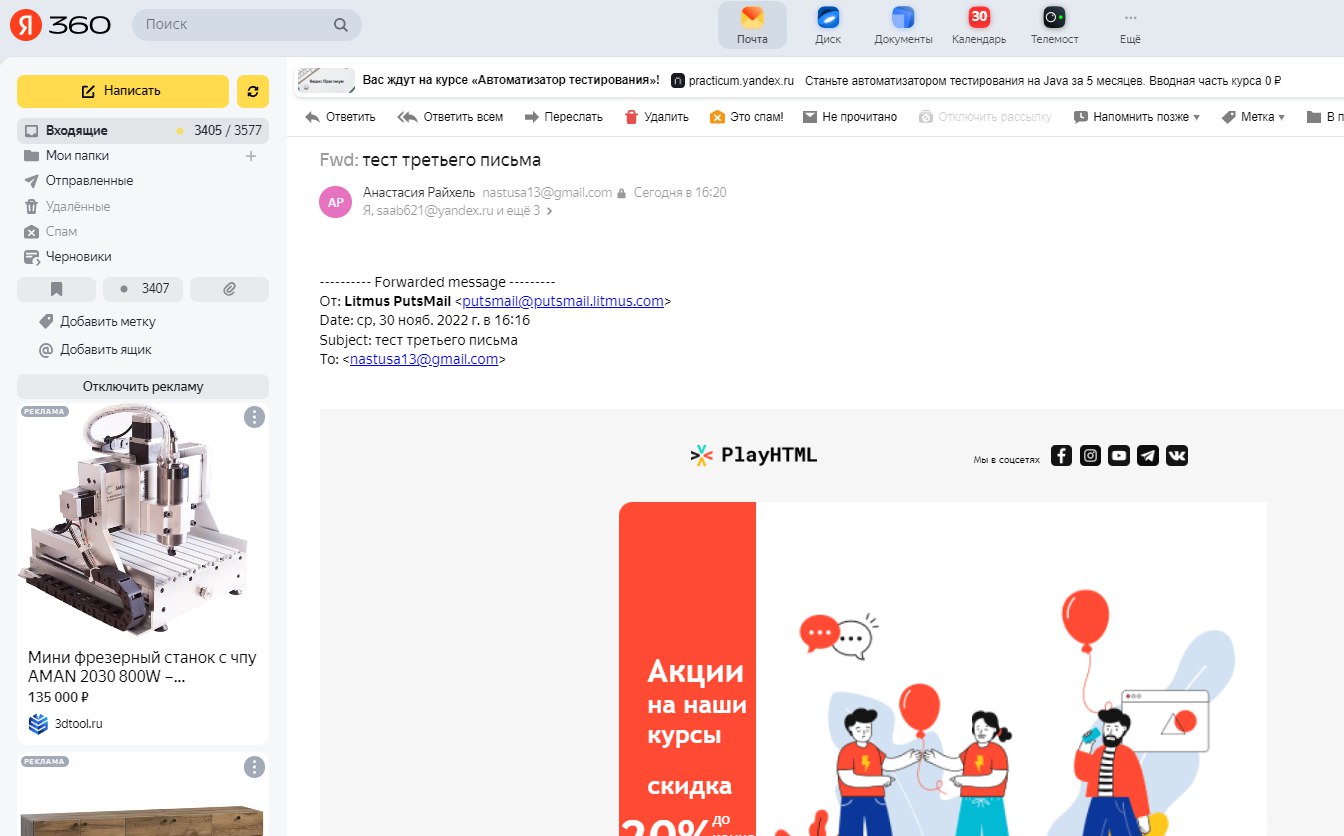 Я 360
Поиск
Почта
Диск
Документы
30
Календарь
Телемост
Ещё
Написать
Входящие 3405 / 3577
Мои папки
Отправленные
Удалённые
Спам
Черновики
3407
Добавить метку
Добавить ящик
Отключить рекламу
РЕКЛАМА
Мини фрезерный станок с чпу
AMAN 2030 800W –...
135 000 ₽
3dtool.ru
РЕКЛАМА
Вас ждут на курсе «Автоматизатор тестирования»! practicum.yandex.ru Станьте автоматизатором тестирования на Java за 5 месяцев. Вводная часть курса 0 ₽
Ответить Ответить всем Переслать Удалить Это спам! Не прочитано Отключить рассылку Напомнить позже Метка В п
Fwd: тест третьего письма
АР
Анастасия Райхель nastusa13@gmail.com Сегодня в 16:20
Я, saab621@yandex.ru и ещё 3
---------- Forwarded message ---------
От: Litmus PutsMail <putsmail@putsmail.litmus.com>
Date: ср, 30 нояб. 2022 г. в 16:16
Subject: тест третьего письма
To: <nastusa13@gmail.com>
PlayHTML
Мы в соцсетях
Акции
на наши
курсы
скидка
20% до